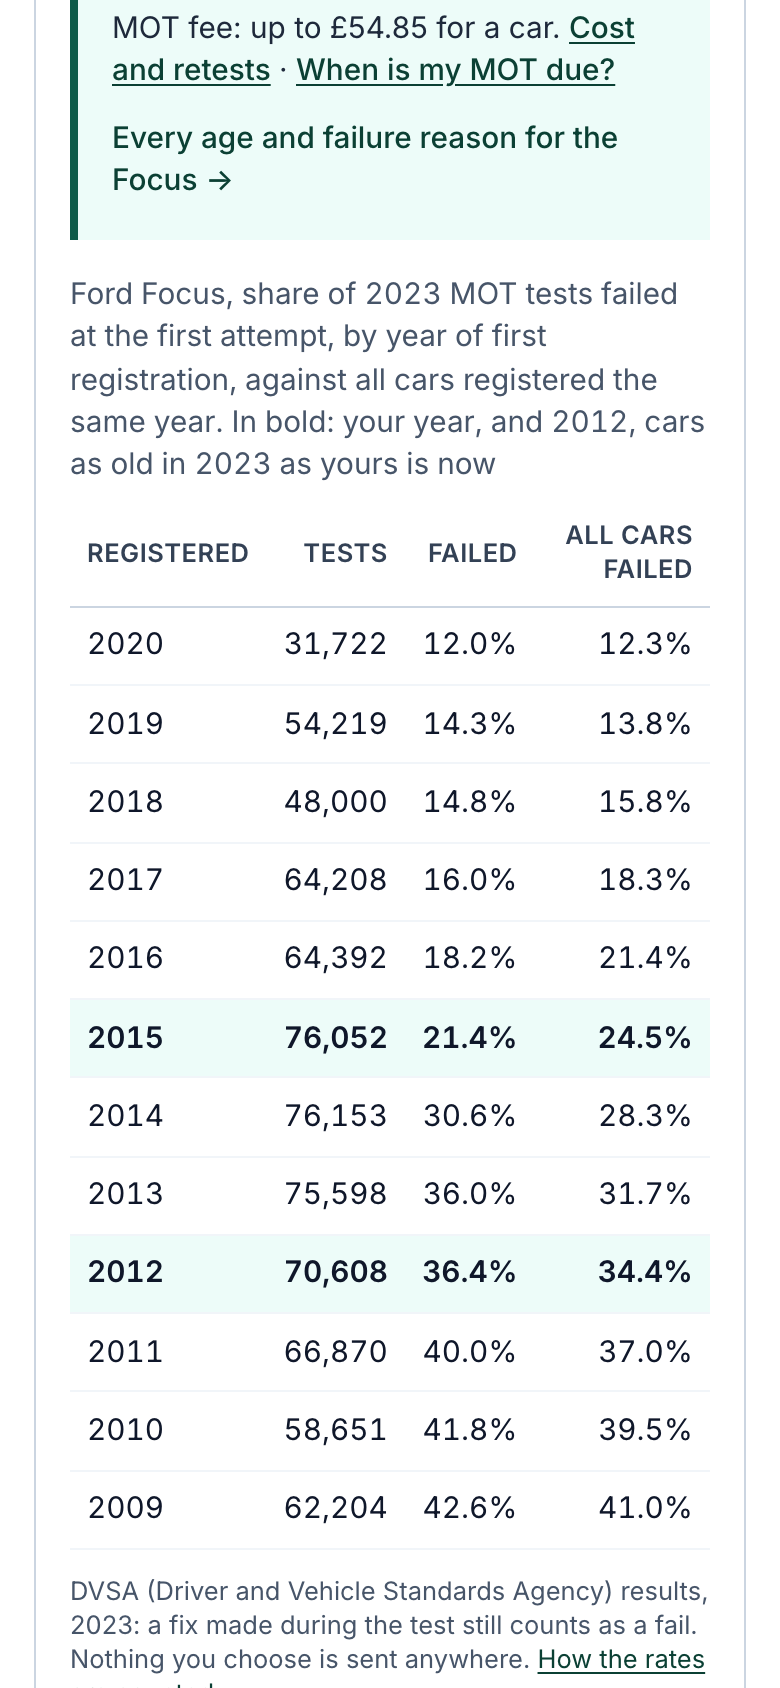 MOT fee: up to £54.85 for a car. Cost
and retests · When is my MOT due?
Every age and failure reason for the
Focus →
Ford Focus, share of 2023 MOT tests failed
at the first attempt, by year of first
registration, against all cars registered the
same year. In bold: your year, and 2012, cars
as old in 2023 as yours is now
REGISTERED TESTS FAILED ALL CARS FAILED
2020 31,722 12.0% 12.3%
2019 54,219 14.3% 13.8%
2018 48,000 14.8% 15.8%
2017 64,208 16.0% 18.3%
2016 64,392 18.2% 21.4%
2015 76,052 21.4% 24.5%
2014 76,153 30.6% 28.3%
2013 75,598 36.0% 31.7%
2012 70,608 36.4% 34.4%
2011 66,870 40.0% 37.0%
2010 58,651 41.8% 39.5%
2009 62,204 42.6% 41.0%
DVSA (Driver and Vehicle Standards Agency) results,
2023: a fix made during the test still counts as a fail.
Nothing you choose is sent anywhere. How the rates